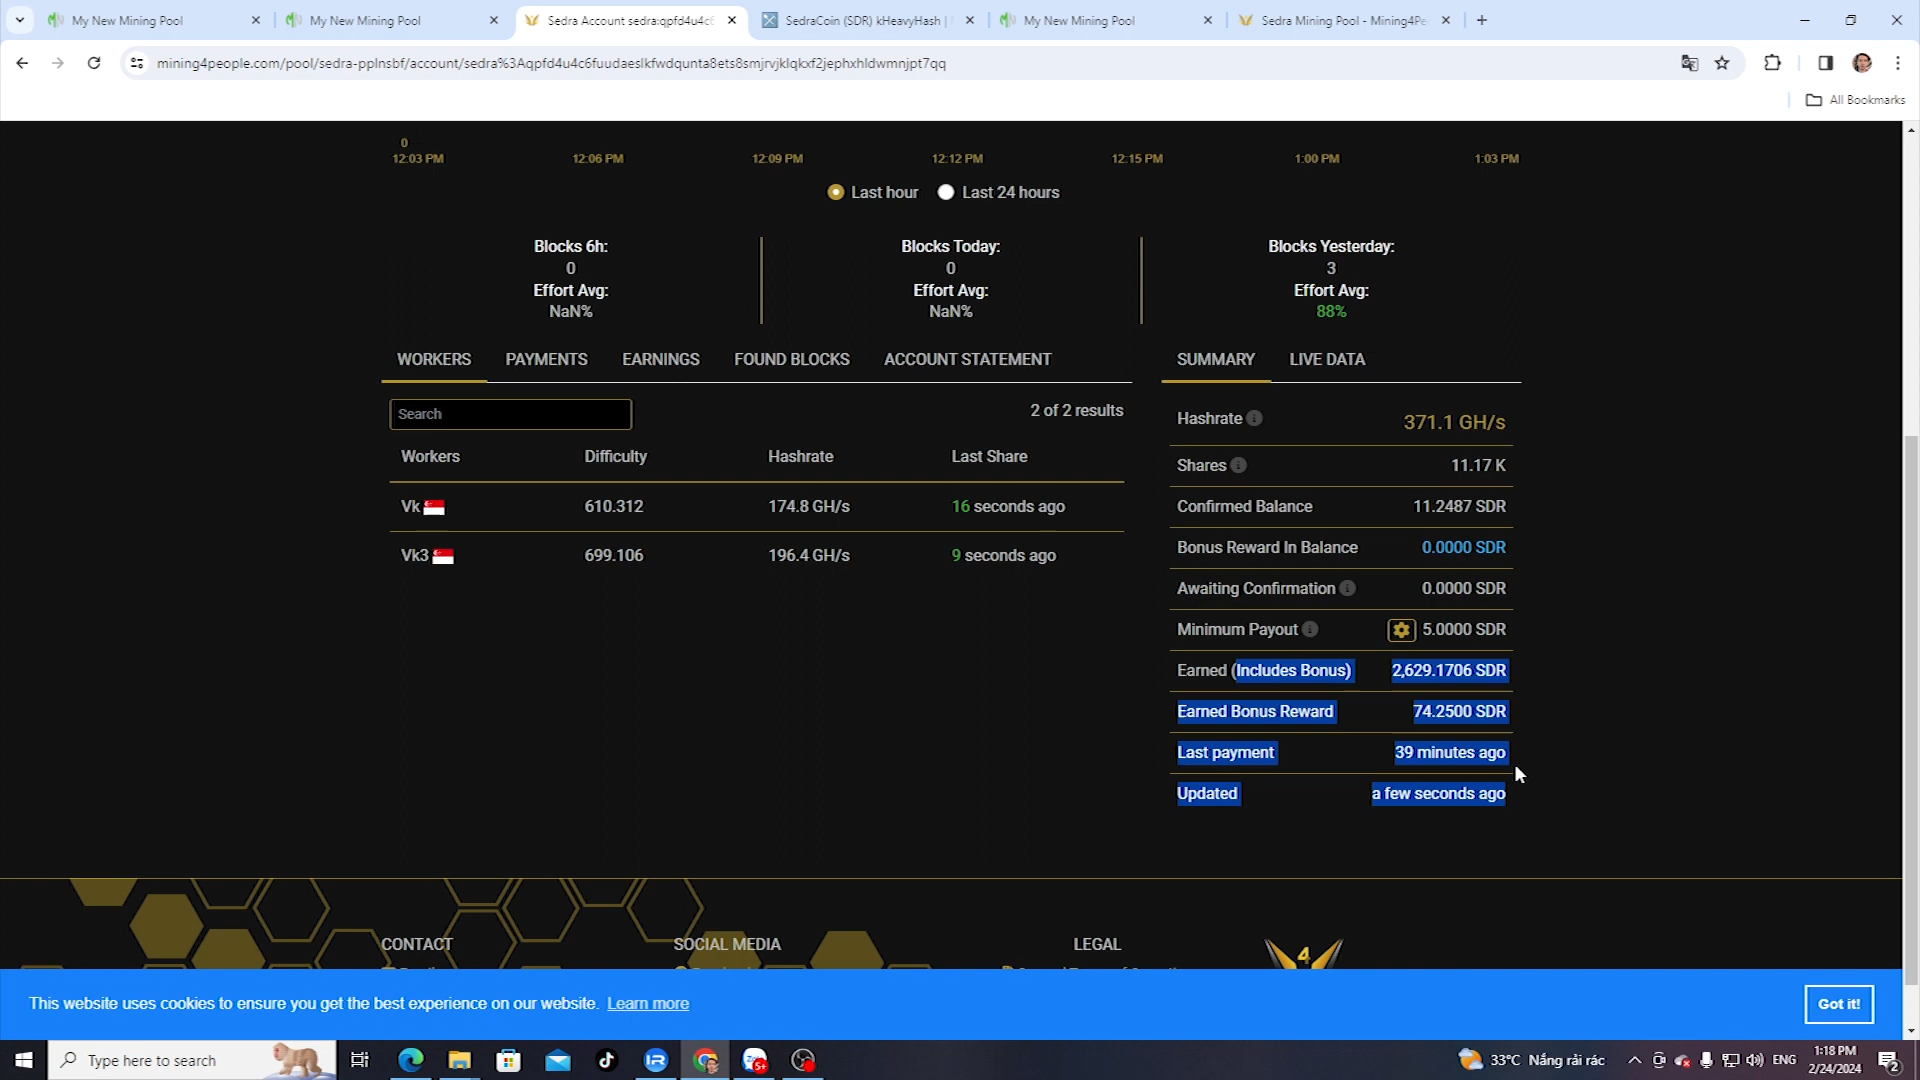 My New Mining Pool
My New Mining Pool
Sedra Account sedra:qpfd4u4c6
SedraCoin (SDR) kHeavyHash |
My New Mining Pool
Sedra Mining Pool - Mining4Pe
mining4people.com/pool/sedra-pplnsbf/account/sedra%3Aqpfd4u4c6fuudaeslkfwdqunta8ets8smjrvjklqkxf2jephxhldwmnjpt7qq
All Bookmarks
0
12:03 PM 12:06 PM 12:09 PM 12:12 PM 12:15 PM 1:00 PM 1:03 PM
Last hour Last 24 hours
Blocks 6h: Blocks Today: Blocks Yesterday:
0 0 3
Effort Avg: Effort Avg: Effort Avg:
NaN% NaN% 88%
WORKERS PAYMENTS EARNINGS FOUND BLOCKS ACCOUNT STATEMENT
Search
2 of 2 results
Workers Difficulty Hashrate Last Share
Vk 610.312 174.8 GH/s 16 seconds ago
Vk3 699.106 196.4 GH/s 9 seconds ago
SUMMARY LIVE DATA
Hashrate 371.1 GH/s
Shares 11.17 K
Confirmed Balance 11.2487 SDR
Bonus Reward In Balance 0.0000 SDR
Awaiting Confirmation 0.0000 SDR
Minimum Payout 5.0000 SDR
Earned (Includes Bonus) 2,629.1706 SDR
Earned Bonus Reward 74.2500 SDR
Last payment 39 minutes ago
Updated a few seconds ago
CONTACT SOCIAL MEDIA LEGAL
4
This website uses cookies to ensure you get the best experience on our website. Learn more
Got it!
Type here to search
33°C Nắng rải rác
ENG
1:18 PM
2/24/2024
2